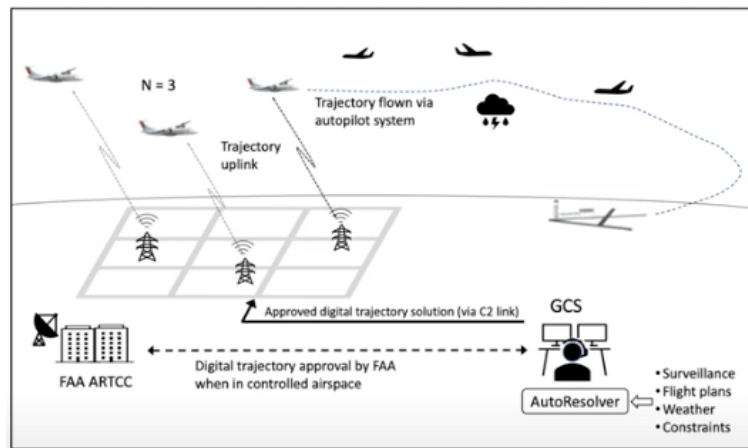 N = 3
Trajectory flown via
autopilot system
Trajectory
uplink
Approved digital trajectory solution (via C2 link)
GCS
Digital trajectory approval by FAA
when in controlled airspace
FAA ARTCC
AutoResolver
• Surveillance
• Flight plans
• Weather
• Constraints